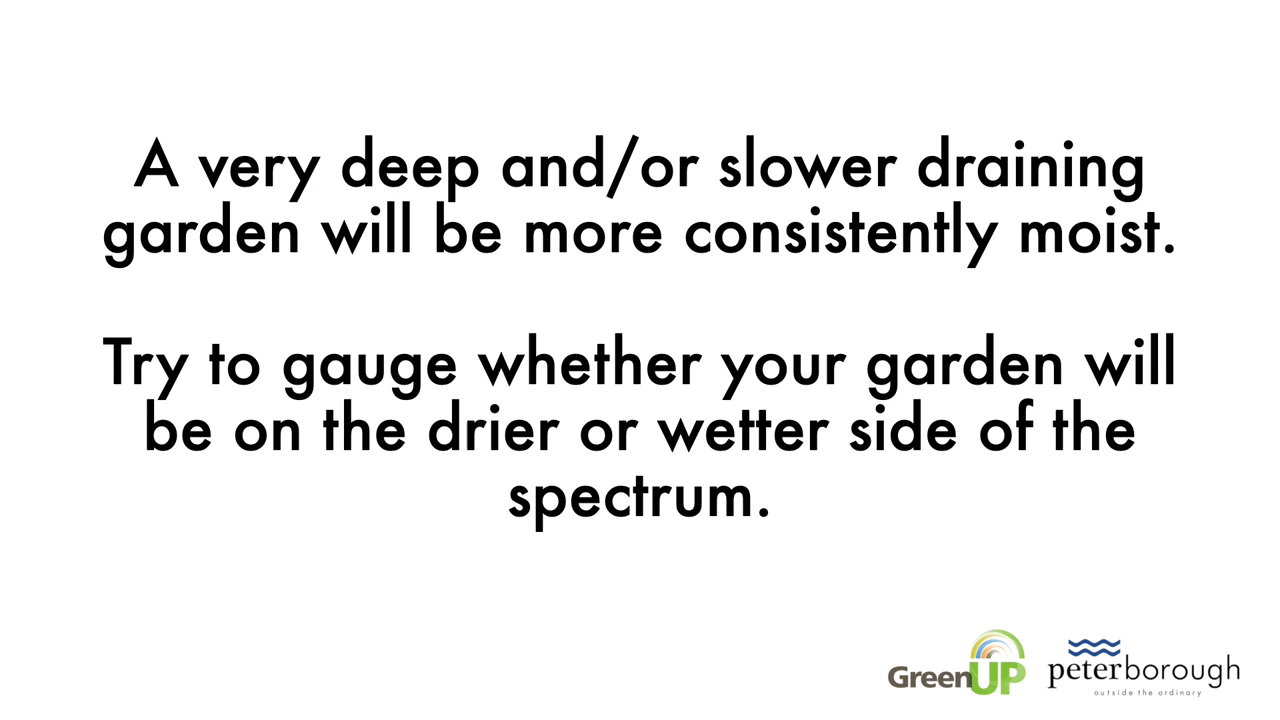 A very deep and/or slower draining
garden will be more consistently moist.
Try to gauge whether your garden will
be on the drier or wetter side of the
spectrum.
GreenUP
peterborough
outside the ordinary